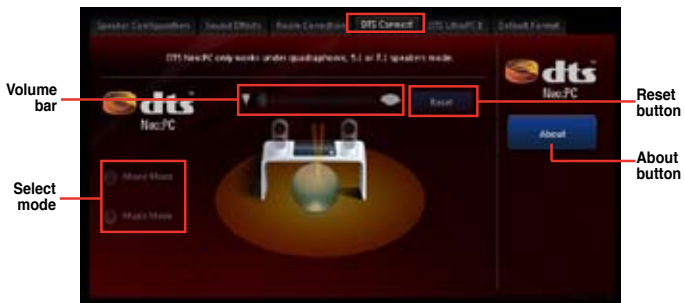 Speaker Configuration Sound Effects Room Correction DTS Connect DTS UltraPC II Default Format
DTS Neo:PC only works under quadraphonic, 5.1 or 7.1 speakers mode.
Volume bar
dts
Neo:PC
Reset
dts
Neo:PC
Reset button
About
About button
Select mode
Movie Mode
Music Mode